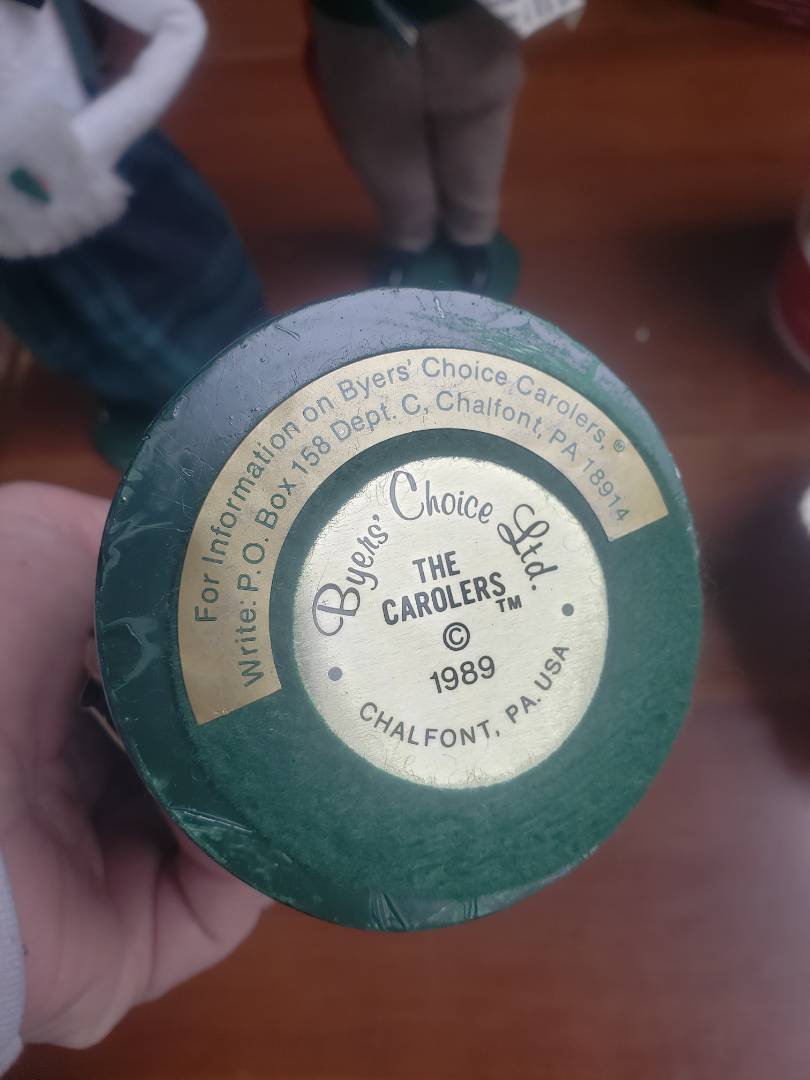 For Information on Byers' Choice Carolers,®
Write: P.O. Box 158 Dept. C, Chalfont, PA 18914
Byers' Choice Ltd.
THE
CAROLERS™
©
1989
CHALFONT, PA. USA